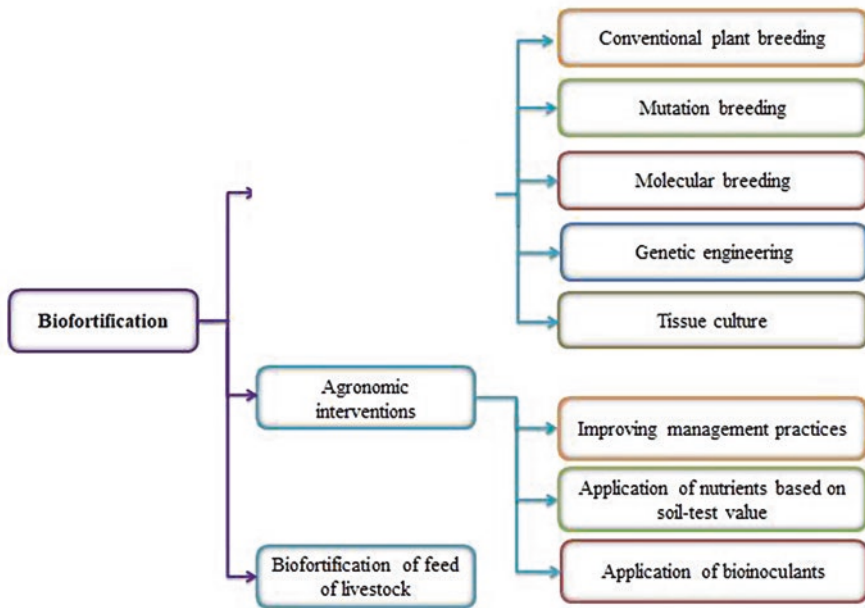 Conventional plant breeding
Mutation breeding
Molecular breeding
Genetic engineering
Tissue culture
Biofortification
Agronomic
interventions
Improving management practices
Application of nutrients based on
soil-test value
Application of bioinoculants
Biofortification of feed
of livestock